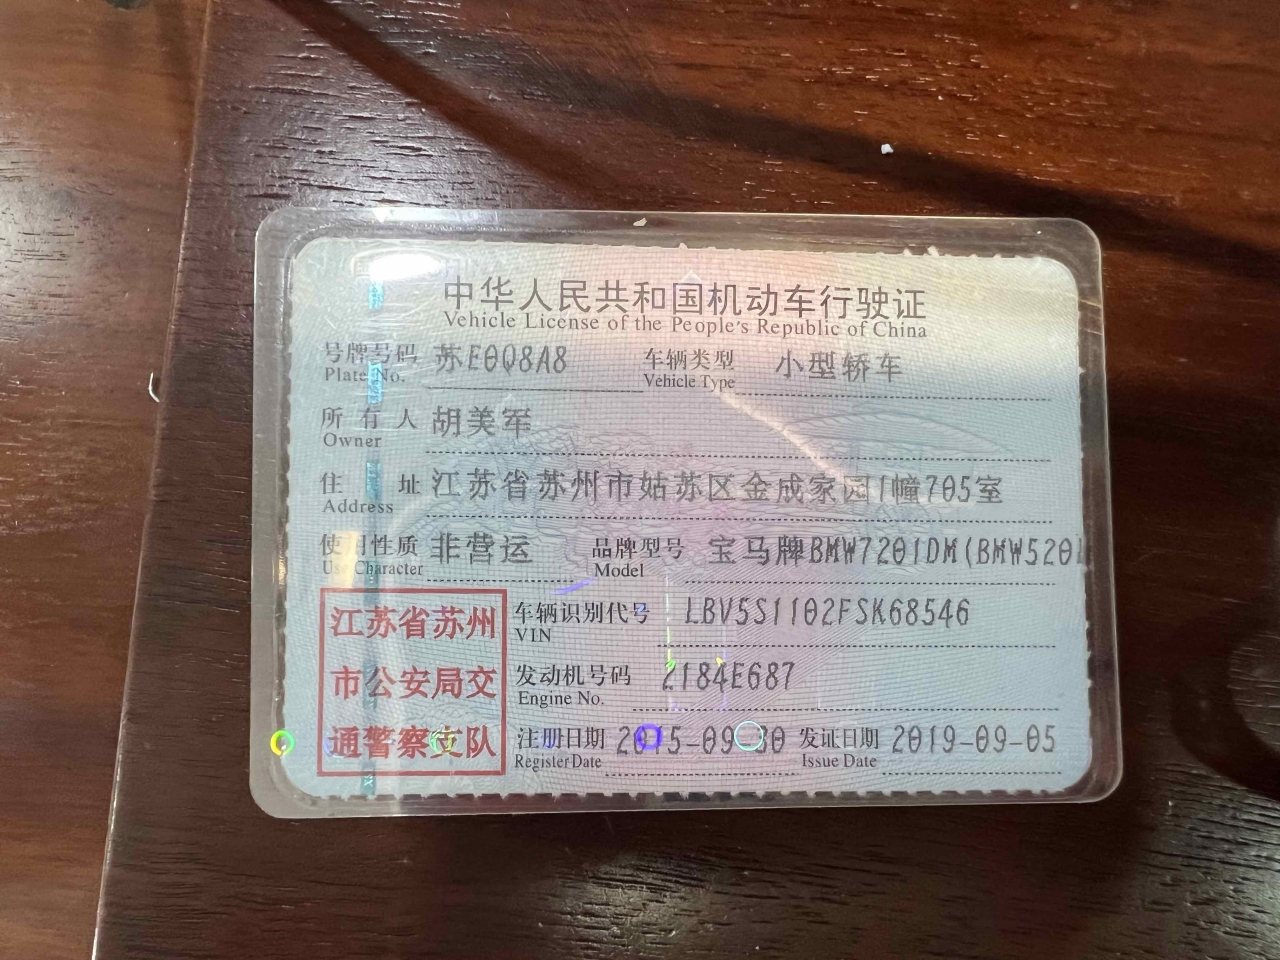 中华人民共和国机动车行驶证
Vehicle License of the People's Republic of China
号牌号码 苏E0Q8A8 车辆类型 小型轿车
Plate No. Vehicle Type
所有人 胡美军
Owner
住址 江苏省苏州市姑苏区金成家园1幢705室
Address
使用性质 非营运 品牌型号 宝马牌BMW7201DM(BMW520l
Use Character Model
江苏省苏州
市公安局交
通警察支队
车辆识别代号 LBV5S1102FSK68546
VIN
发动机号码 2184E687
Engine No.
注册日期 2015-09-30 发证日期 2019-09-05
Register Date Issue Date